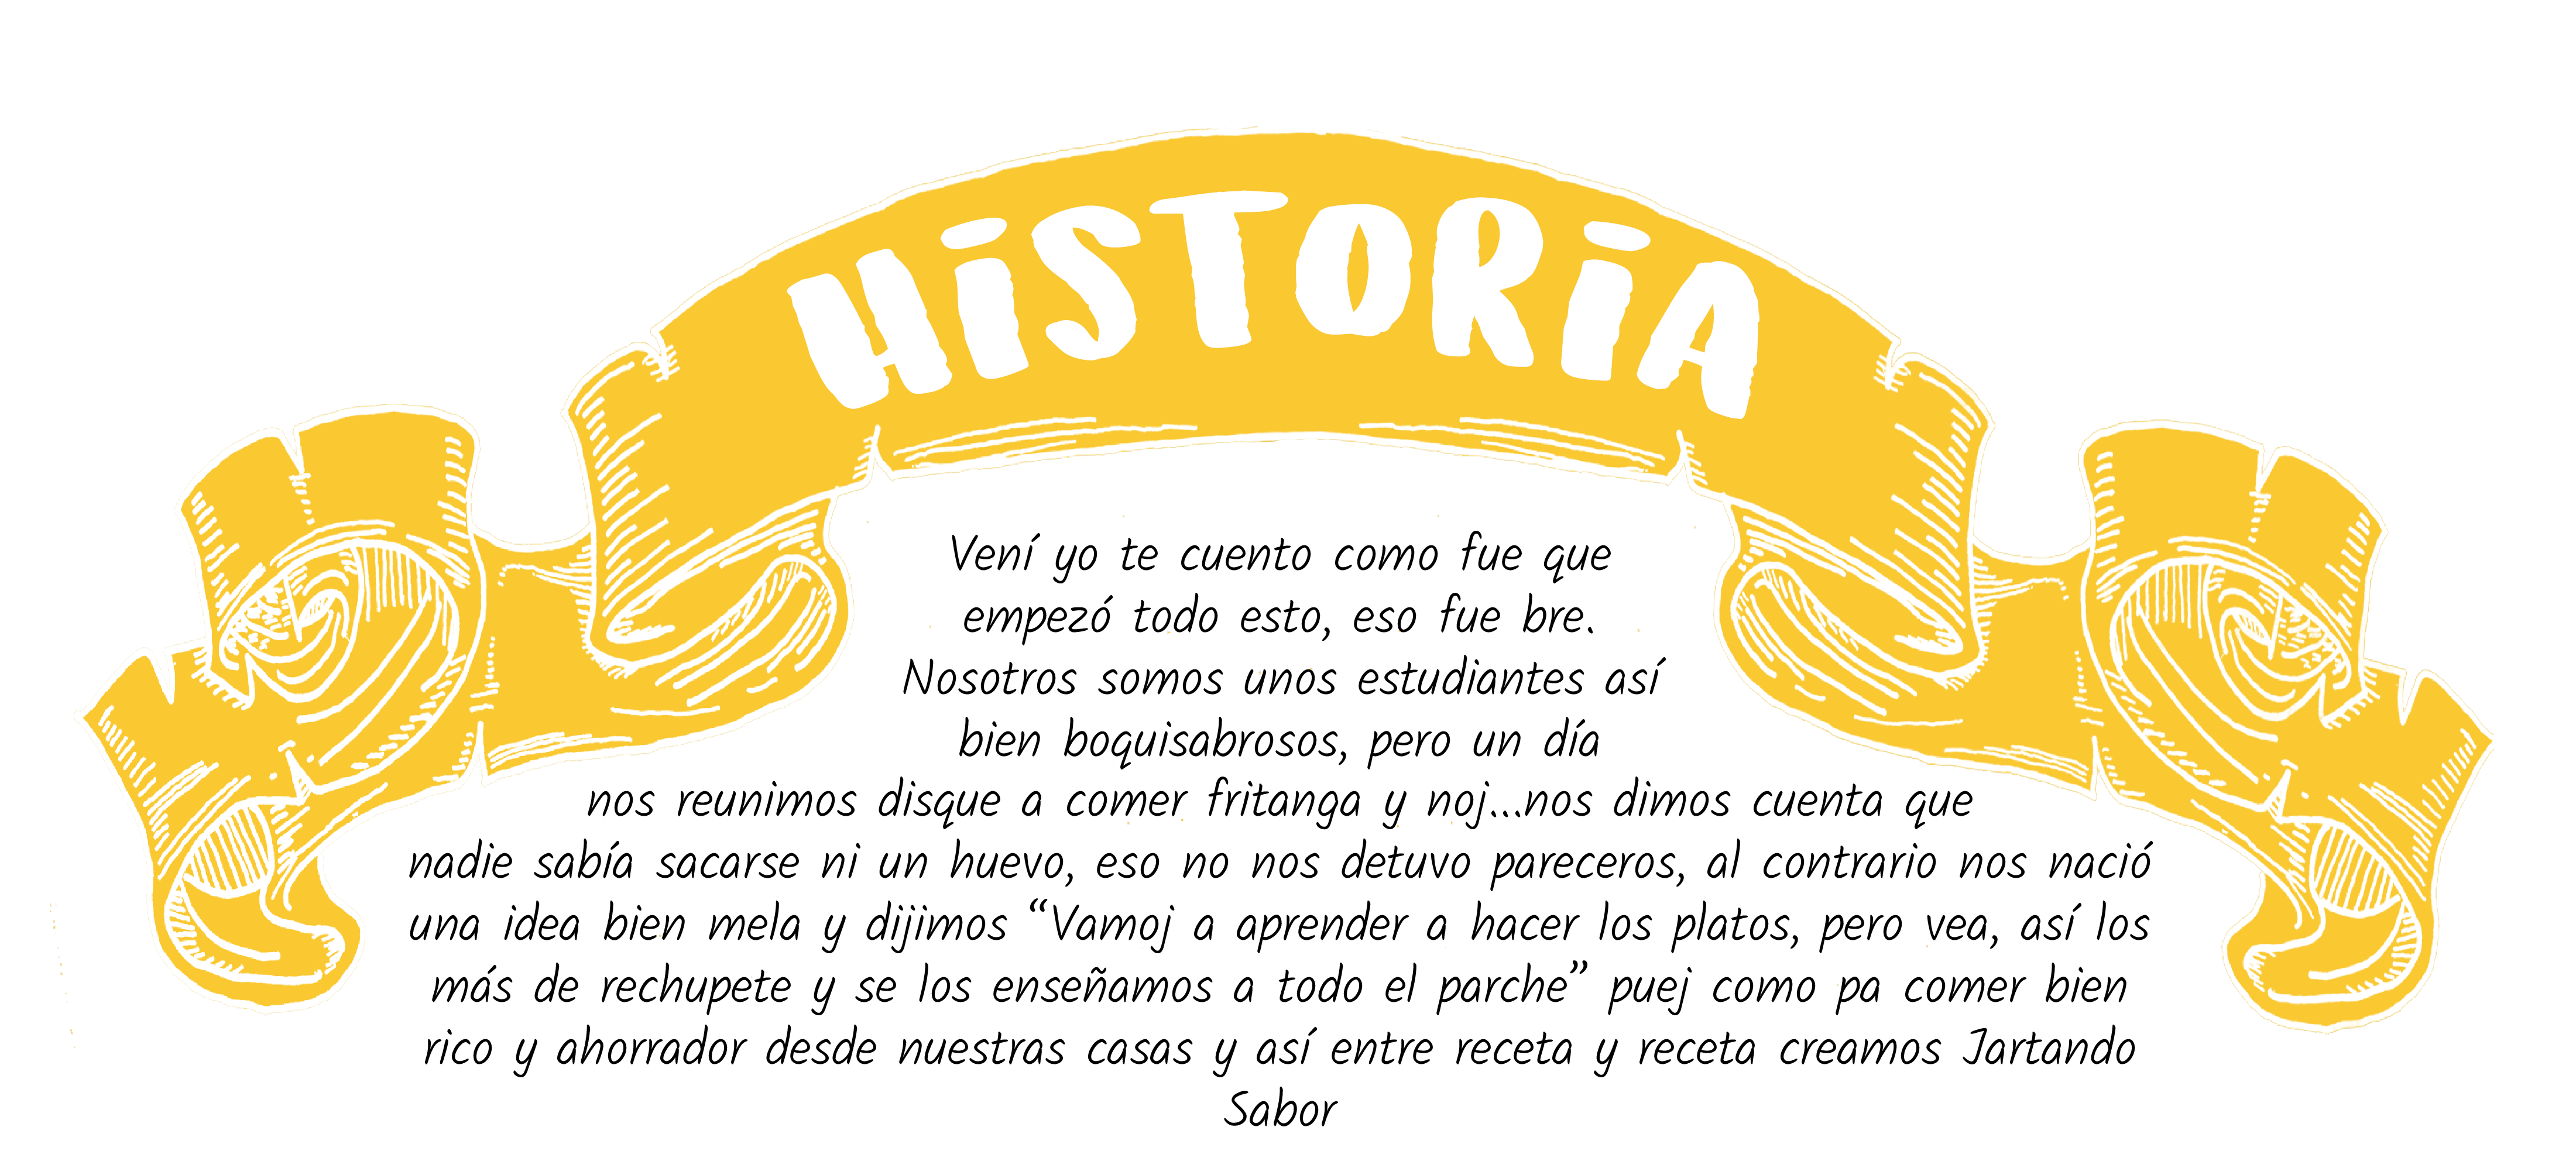 HiSTORiA
Vení yo te cuento como fue que
empezó todo esto, eso fue bre.
Nosotros somos unos estudiantes así
bien boquisabrosos, pero un día
nos reunimos disque a comer fritanga y noj...nos dimos cuenta que
nadie sabía sacarse ni un huevo, eso no nos detuvo pareceros, al contrario nos nació
una idea bien mela y dijimos “Vamoj a aprender a hacer los platos, pero vea, así los
más de rechupete y se los enseñamos a todo el parche” puej como pa comer bien
rico y ahorrador desde nuestras casas y así entre receta y receta creamos Jartando
Sabor